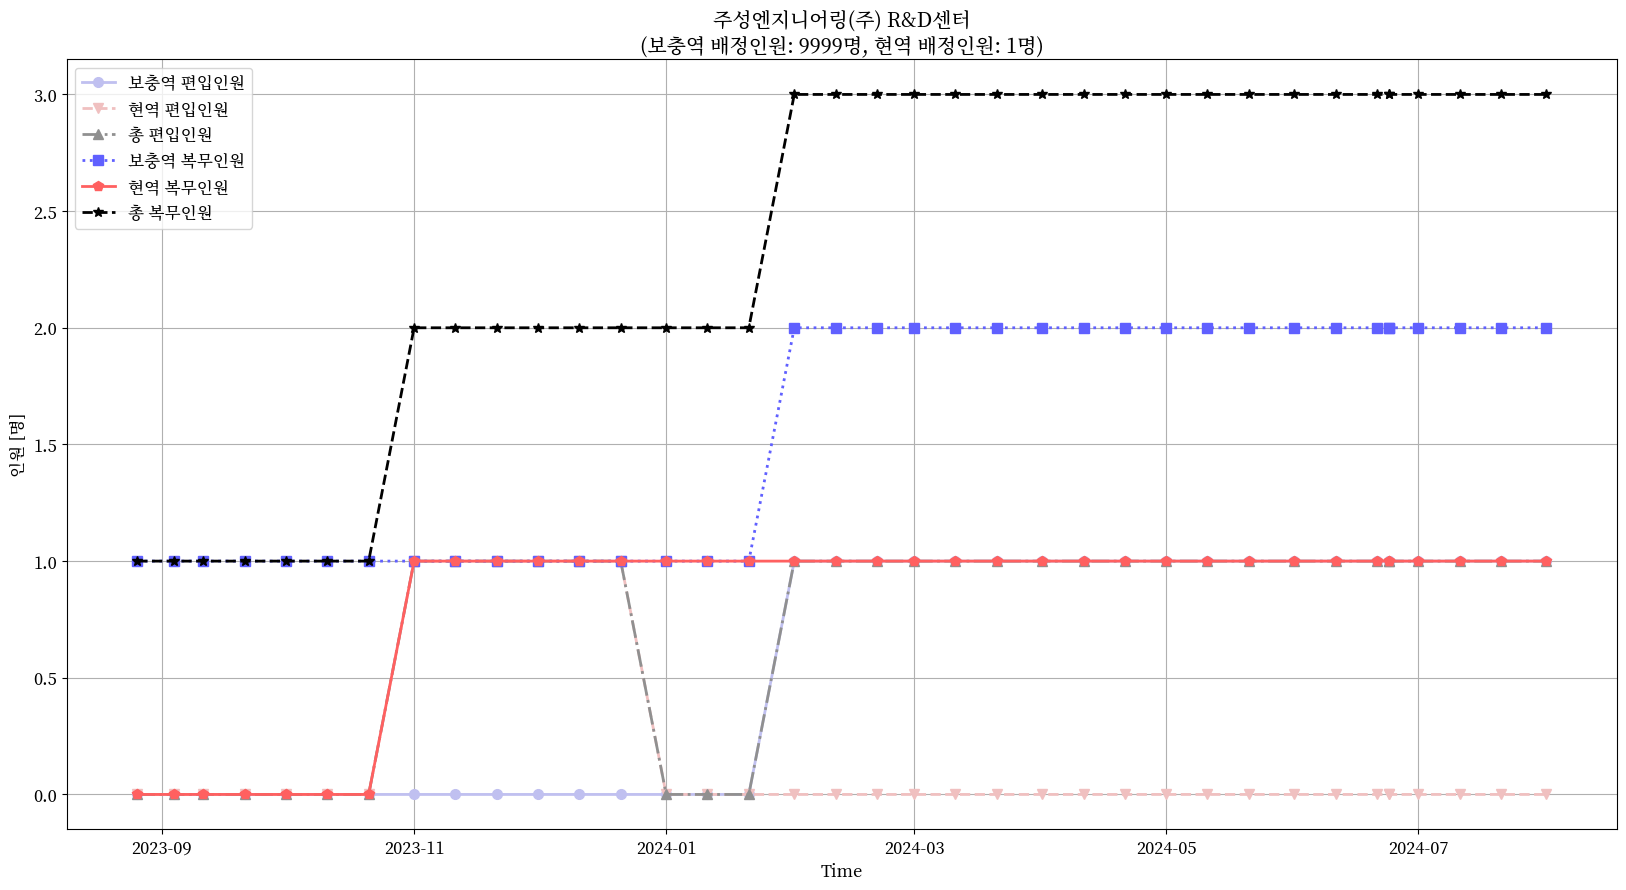 주성엔지니어링(주) R&D센터
(보충역 배정인원: 9999명, 현역 배정인원: 1명)
보충역 편입인원
현역 편입인원
총 편입인원
보충역 복무인원
현역 복무인원
총 복무인원
인원 [명]
3.0
2.5
2.0
1.5
1.0
0.5
0.0
2023-09
2023-11
2024-01
2024-03
2024-05
2024-07
Time